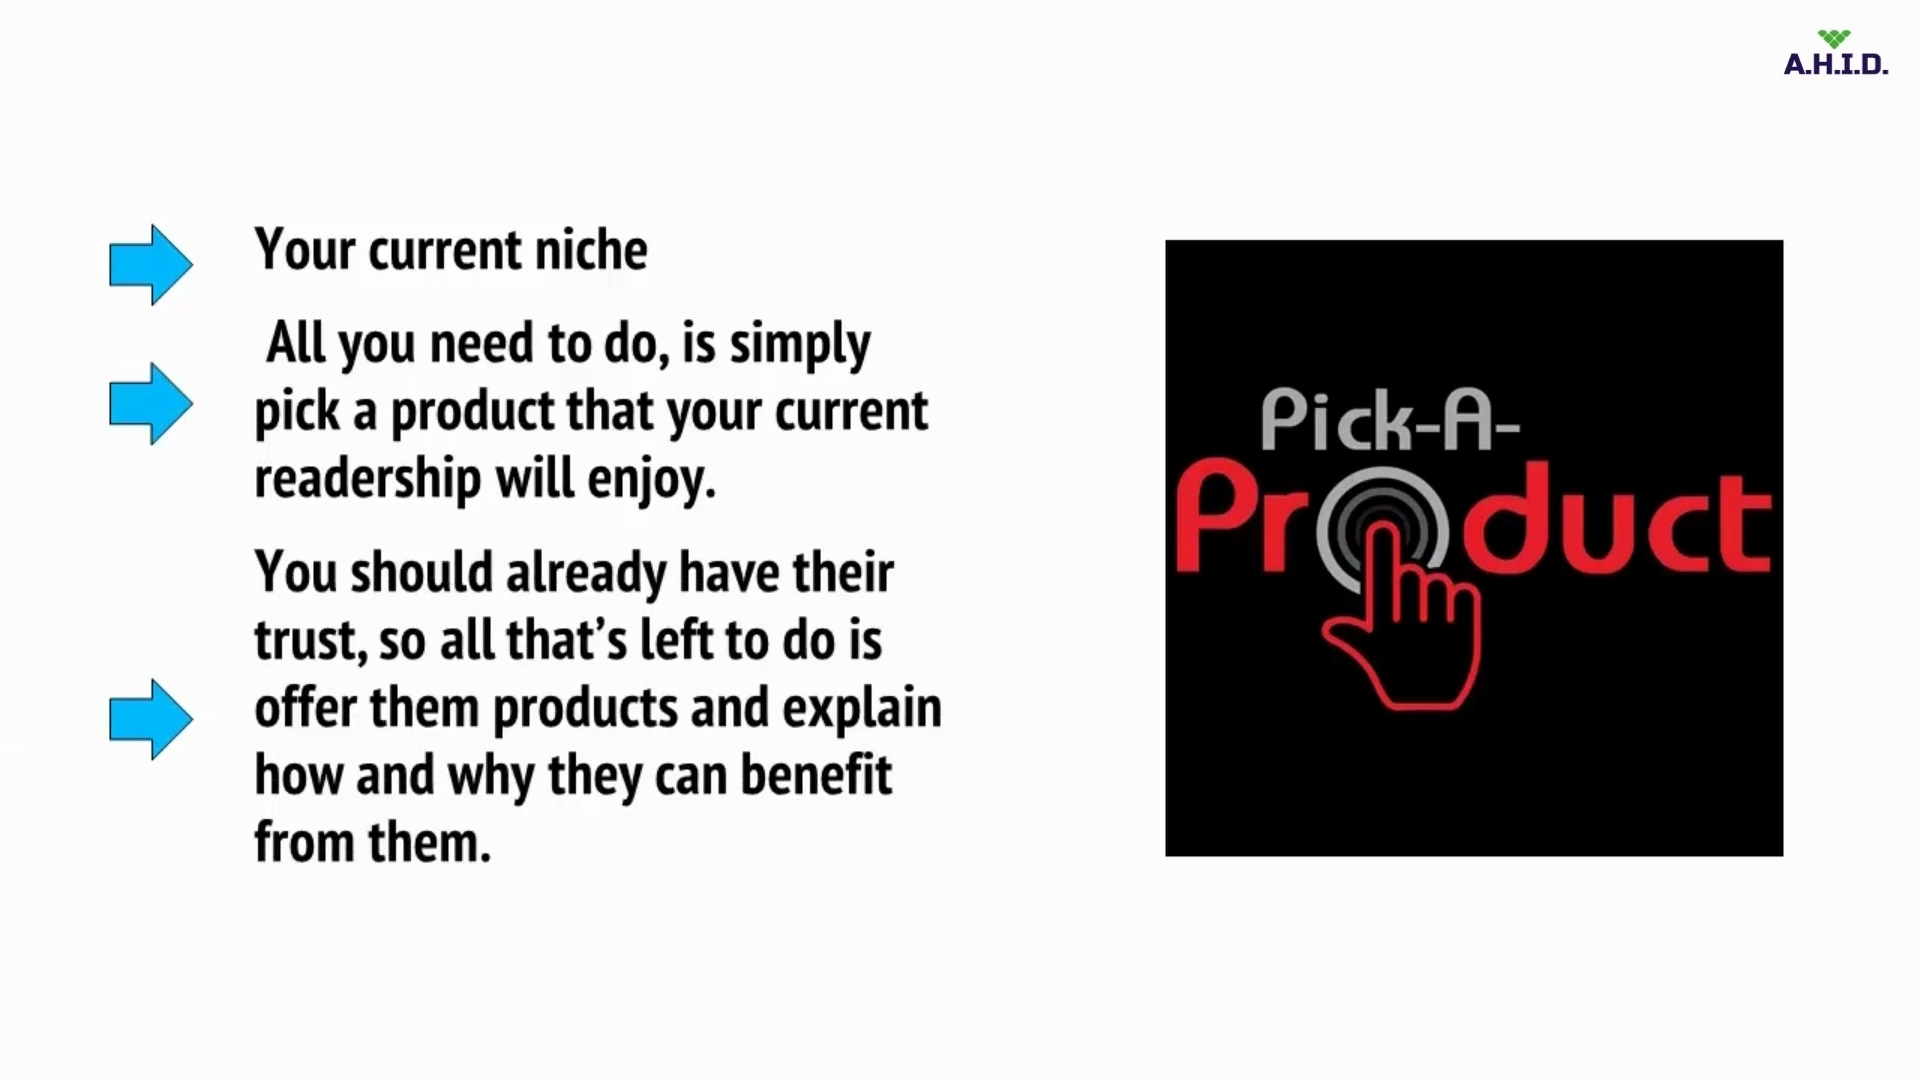 A.H.I.D.
Your current niche
All you need to do, is simply
pick a product that your current
readership will enjoy.
You should already have their
trust, so all that’s left to do is
offer them products and explain
how and why they can benefit
from them.
Pick-A-
Product